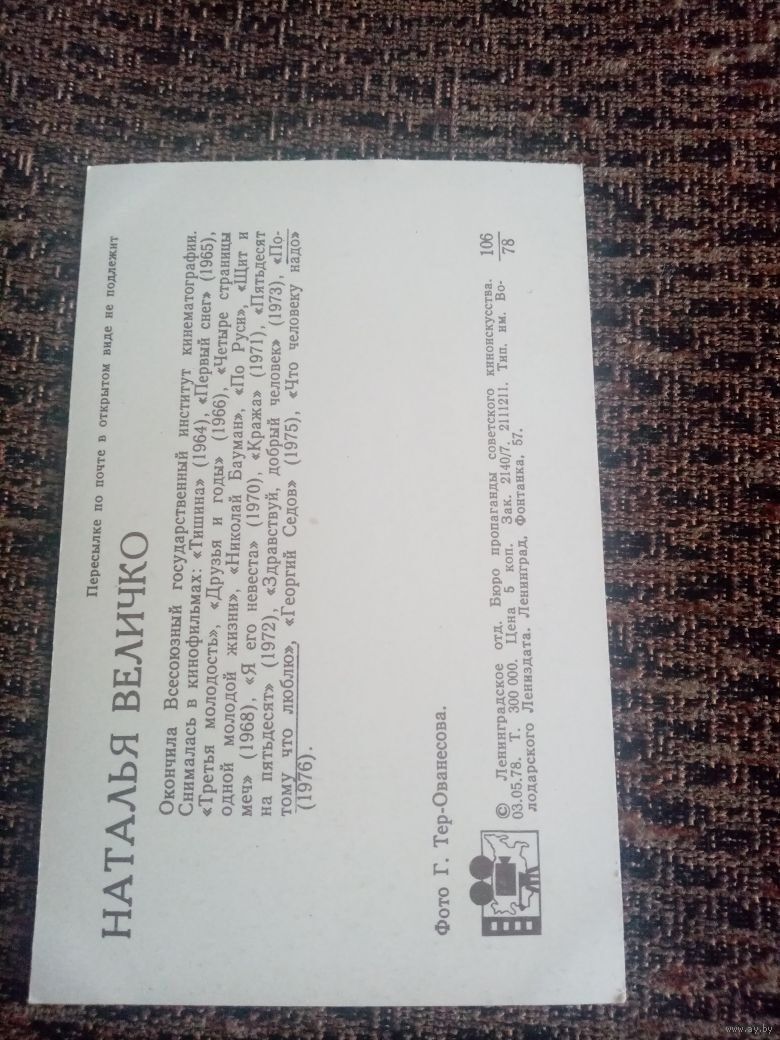 Пересылке по почте в открытом виде не подлежит
НАТАЛЬЯ ВЕЛИЧКО
Окончила Всесоюзный государственный институт кинематографии.
Снималась в кинофильмах: «Тишина» (1964), «Первый снег» (1965),
«Третья молодость», «Друзья и годы» (1966), «Четыре страницы
одной молодой жизни», «Николай Бауман», «По Руси», «Щит и
меч» (1968), «Я его невеста» (1970), «Кража» (1971), «Пятьдесят
на пятьдесят» (1972), «Здравствуй, добрый человек» (1973), «По-
тому что люблю», «Георгий Седов» (1975), «Что человеку надо»
(1976).
Фото Г. Тер-Ованесова.
© Ленинградское отд. Бюро пропаганды советского киноискусства.
03.05.78. Т. 300 000. Цена 5 коп. Зак. 2140/7. 2111211. Тип. им. Во-
лодарского Лениздата. Ленинград, Фонтанка, 57.
106
78
www.ay.by